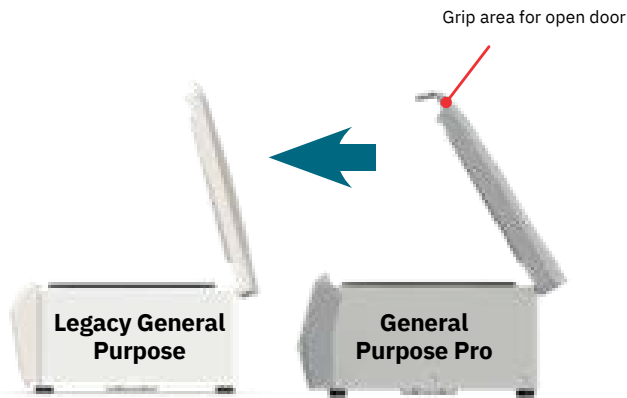 Grip area for open door
Legacy General
Purpose
General
Purpose Pro